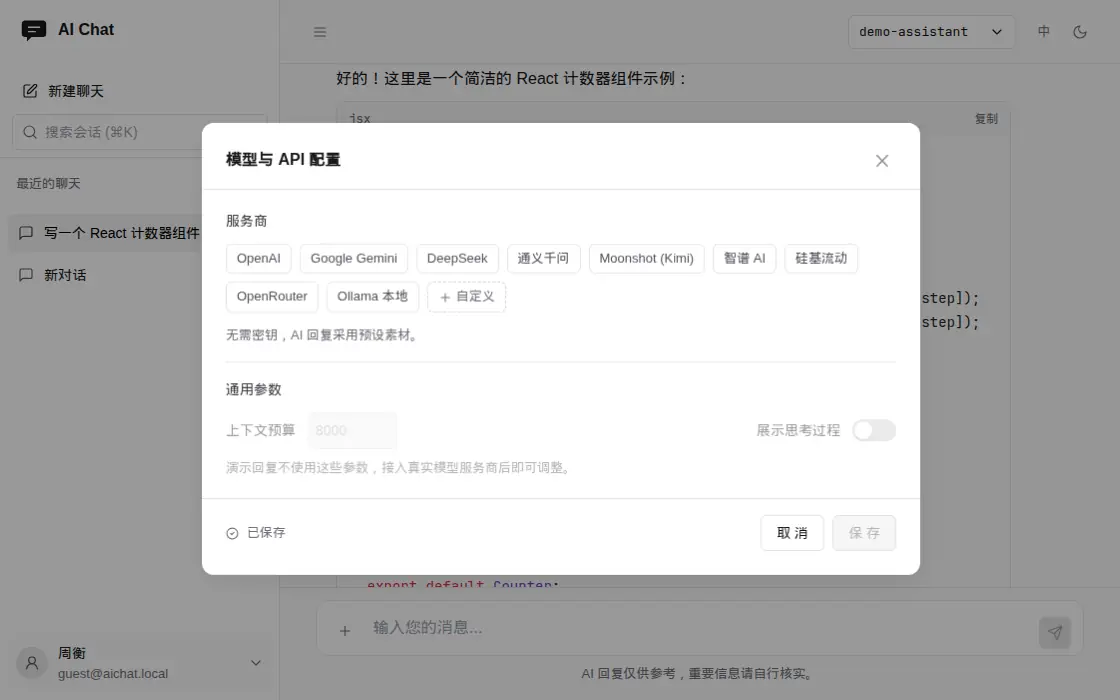 AI Chat
demo-assistant
中
新建聊天
搜索会话 (⌘K)
最近的聊天
写一个 React 计数器组件
新对话
好的！这里是一个简洁的 React 计数器组件示例：
jsx
复制
step]);
step]);
export default Counter;
模型与 API 配置
服务商
OpenAI
Google Gemini
DeepSeek
通义千问
Moonshot (Kimi)
智谱 AI
硅基流动
OpenRouter
Ollama 本地
+ 自定义
无需密钥，AI 回复采用预设素材。
通用参数
上下文预算
8000
展示思考过程
演示回复不使用这些参数，接入真实模型服务商后即可调整。
已保存
取 消
保 存
输入您的消息...
AI 回复仅供参考，重要信息请自行核实。
周衡
guest@aichat.local